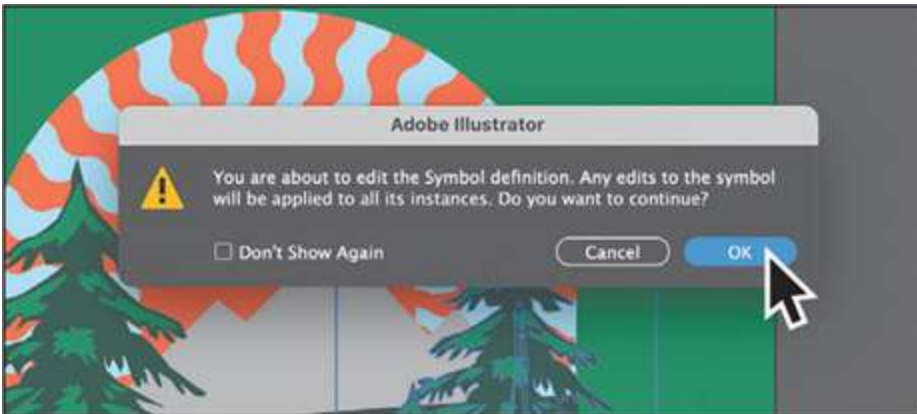 Adobe Illustrator
You are about to edit the Symbol definition. Any edits to the symbol
will be applied to all its instances. Do you want to continue?
Don't Show Again
Cancel
OK